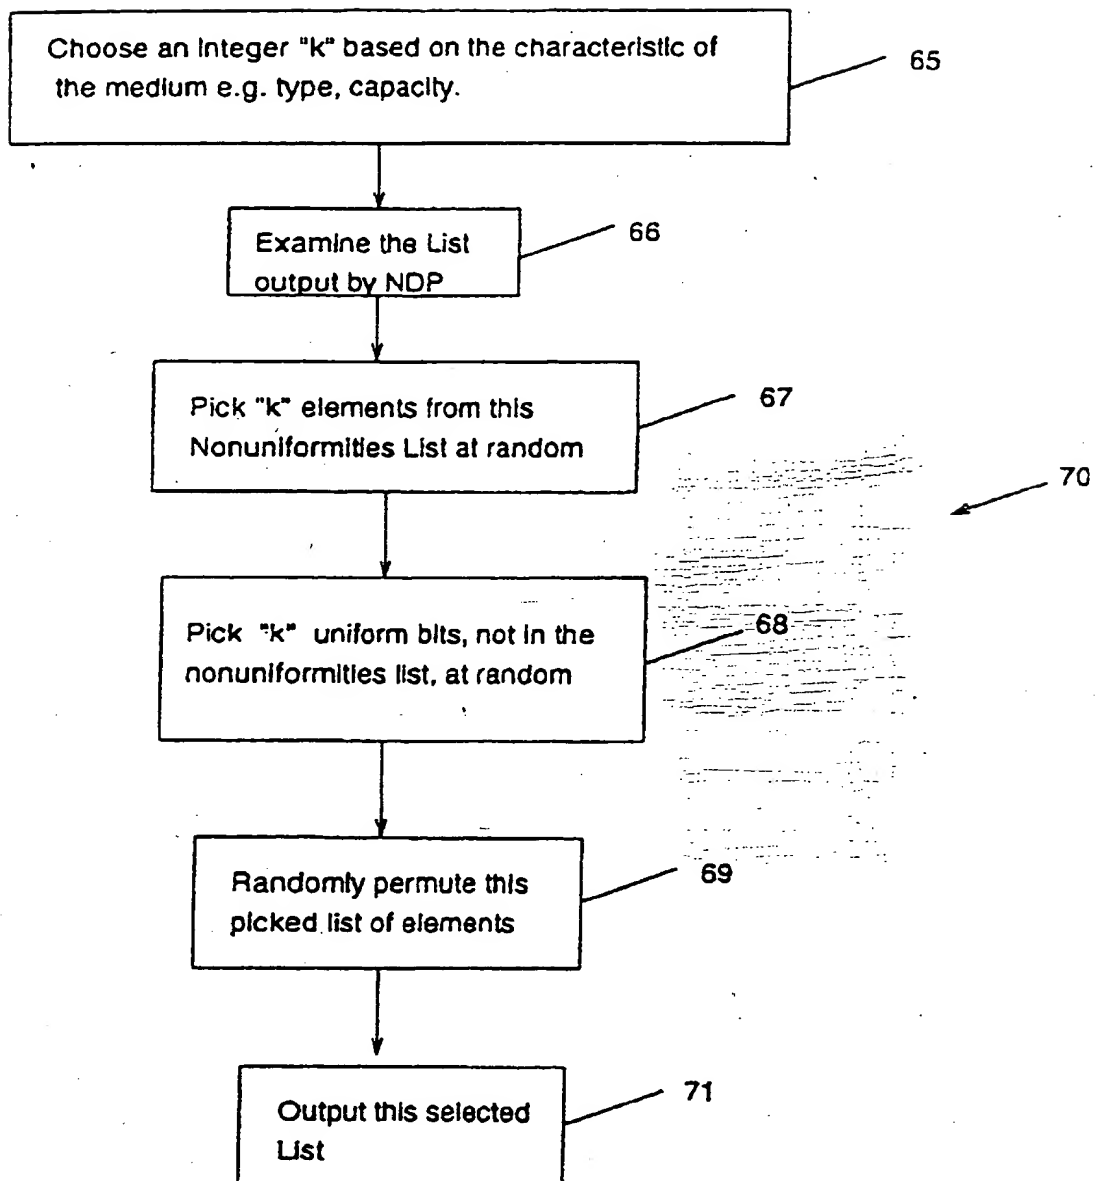 Choose an integer "k" based on the characteristic of
the medium e.g. type, capacity.
65
Examine the List
output by NDP
66
Pick "k" elements from this
Nonuniformities List at random
67
70
Pick "k" uniform bits, not in the
nonuniformities list, at random
68
Randomly permute this
picked list of elements
69
Output this selected
List
71